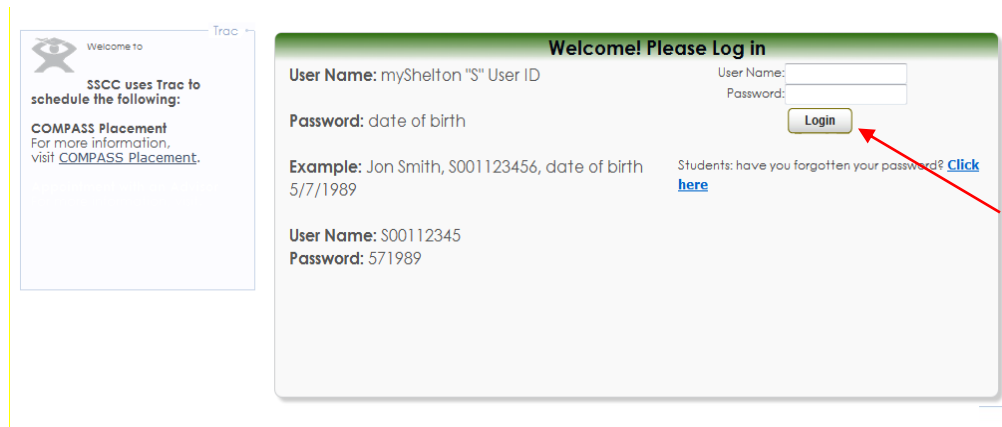 Trac
Welcome to
SSCC uses Trac to
schedule the following:
COMPASS Placement
For more information,
visit COMPASS Placement.
Welcome! Please Log in
User Name: myShelton "S" User ID
Password: date of birth
Example: Jon Smith, S001123456, date of birth
5/7/1989
User Name: S00112345
Password: 571989
User Name:
Password:
Login
Students: have you forgotten your password? Click
here